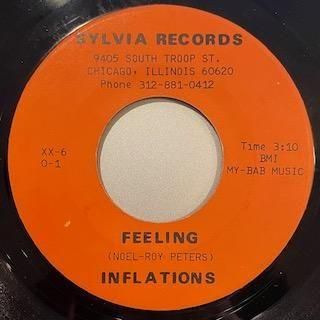 SYLVIA RECORDS
9405 SOUTH TROOP ST.
CHICAGO, ILLINOIS 60620
Phone 312-881-0412
XX-6
O-1
Time 3:10
BMI
MY-BAB MUSIC
FEELING
(NOEL-ROY PETERS)
INFLATIONS